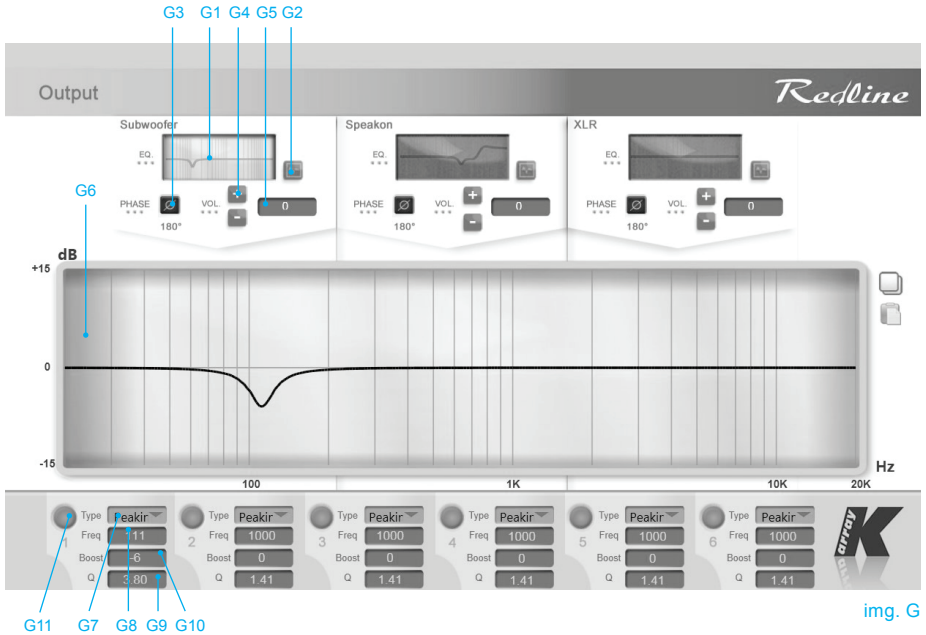 G3 G1 G4 G5 G2
Output
Redline
Subwoofer
EQ.
PHASE
180°
VOL.
+
-
0
Speakon
EQ.
PHASE
180°
VOL.
+
-
0
XLR
EQ.
PHASE
180°
VOL.
+
-
0
G6
dB
+15
0
-15
100 1K 10K 20K
Hz
1
Type Peakir
Freq 111
Boost -6
Q 3.80
2
Type Peakir
Freq 1000
Boost 0
Q 1.41
3
Type Peakir
Freq 1000
Boost 0
Q 1.41
4
Type Peakir
Freq 1000
Boost 0
Q 1.41
5
Type Peakir
Freq 1000
Boost 0
Q 1.41
6
Type Peakir
Freq 1000
Boost 0
Q 1.41
K
array
G11 G7 G8 G9 G10
img. G